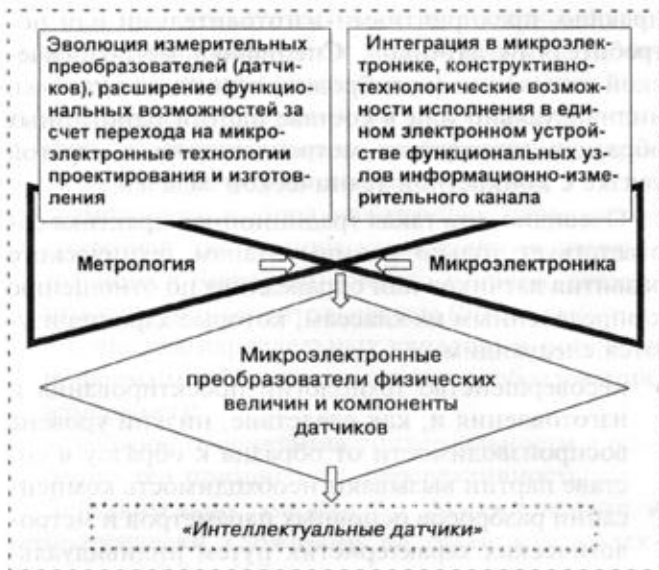 Эволюция измерительных
преобразователей (датчи-
ков), расширение функцио-
нальных возможностей за
счет перехода на микро-
электронные технологии
проектирования и изготов-
ления
Интеграция в микроэлек-
тронике, конструктивно-
технологические возмож-
ности исполнения в еди-
ном электронном устрой-
стве функциональных уз-
лов информационно-изме-
рительного канала
Метрология
Микроэлектроника
Микроэлектронные
преобразователи физических
величин и компоненты
датчиков
«Интеллектуальные датчики»